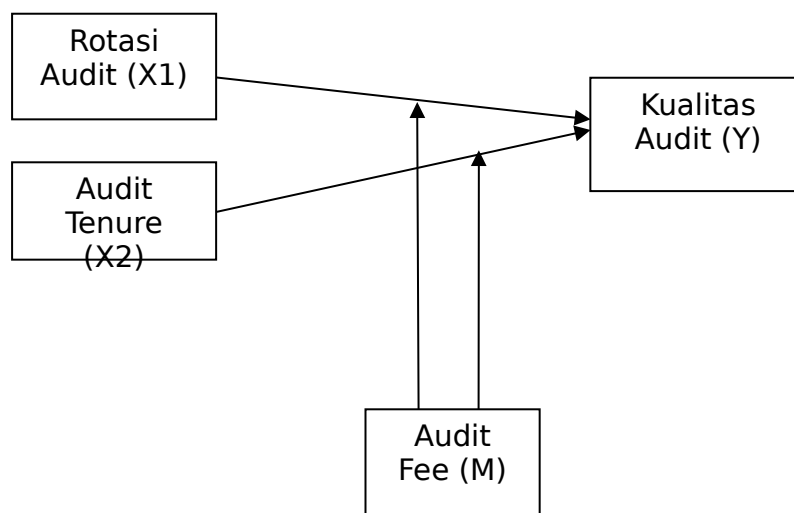 Rotasi
Audit (X1)
Kualitas
Audit (Y)
Audit
Tenure
(X2)
Audit
Fee (M)